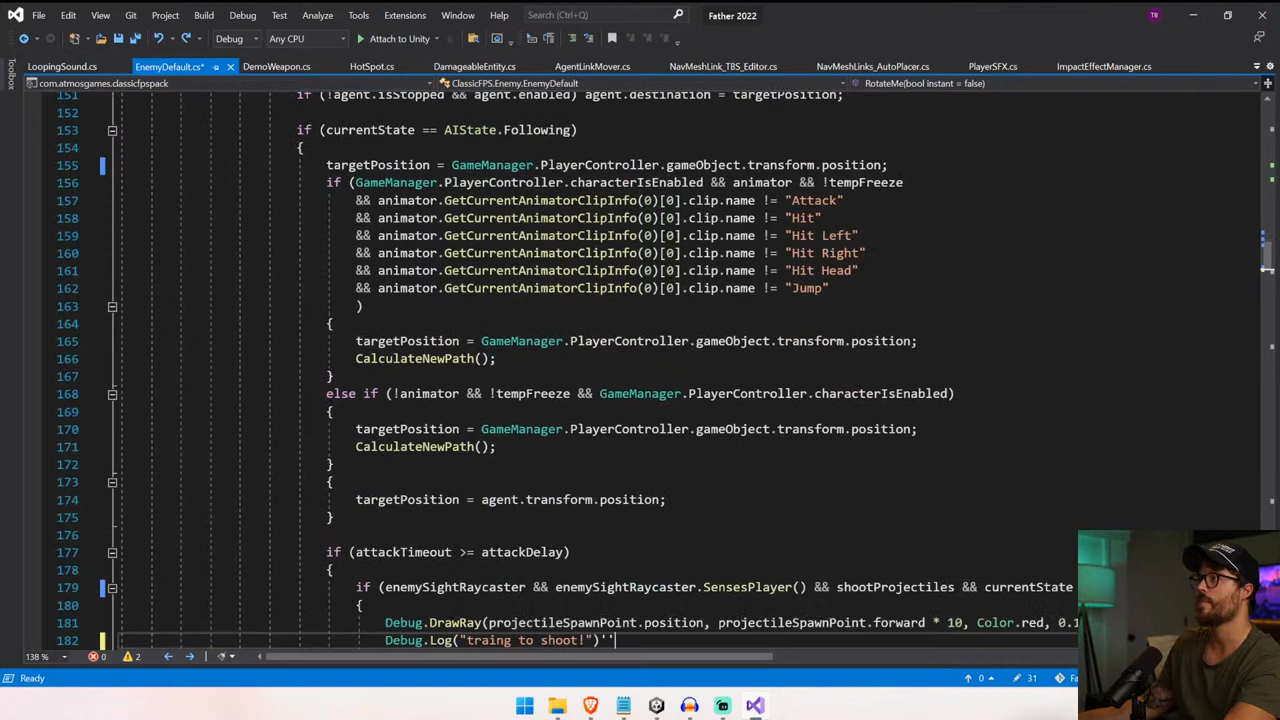 File Edit View Git Project Build Debug Test Analyze Tools Extensions Window Help Search (Ctrl+Q) Father 2022 TB
Debug Any CPU Attach to Unity
Toolbox
LoopingSound.cs EnemyDefault.cs* DemoWeapon.cs HotSpot.cs DamageableEntity.cs AgentLinkMover.cs NavMeshLink_TBS_Editor.cs NavMeshLinks_AutoPlacer.cs PlayerSFX.cs ImpactEffectManager.cs
com.atmosgames.classicfpspack ClassicFPS.Enemy.EnemyDefault RotateMe(bool instant = false)
151 if (!agent.isStopped && agent.enabled) agent.destination = targetPosition;
152
153 if (currentState == AIState.Following)
154 {
155 targetPosition = GameManager.PlayerController.gameObject.transform.position;
156 if (GameManager.PlayerController.characterIsEnabled && animator && !tempFreeze
157 && animator.GetCurrentAnimatorClipInfo(0)[0].clip.name != "Attack"
158 && animator.GetCurrentAnimatorClipInfo(0)[0].clip.name != "Hit"
159 && animator.GetCurrentAnimatorClipInfo(0)[0].clip.name != "Hit Left"
160 && animator.GetCurrentAnimatorClipInfo(0)[0].clip.name != "Hit Right"
161 && animator.GetCurrentAnimatorClipInfo(0)[0].clip.name != "Hit Head"
162 && animator.GetCurrentAnimatorClipInfo(0)[0].clip.name != "Jump"
163 )
164 {
165 targetPosition = GameManager.PlayerController.gameObject.transform.position;
166 CalculateNewPath();
167 }
168 else if (!animator && !tempFreeze && GameManager.PlayerController.characterIsEnabled)
169 {
170 targetPosition = GameManager.PlayerController.gameObject.transform.position;
171 CalculateNewPath();
172 }
173 {
174 targetPosition = agent.transform.position;
175 }
176
177 if (attackTimeout >= attackDelay)
178 {
179 if (enemySightRaycaster && enemySightRaycaster.SensesPlayer() && shootProjectiles && currentState
180 {
181 Debug.DrawRay(projectileSpawnPoint.position, projectileSpawnPoint.forward * 10, Color.red, 0.1
182 Debug.Log("traing to shoot!")''
138 % 0 2
Ready 0 31 Fa